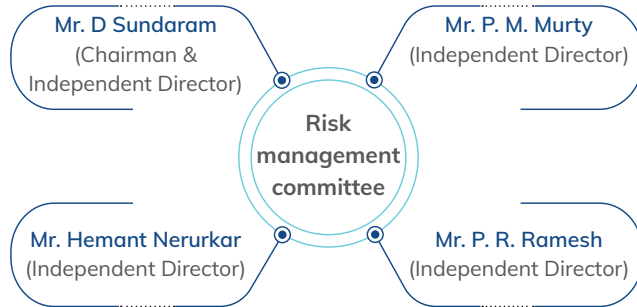 Mr. D Sundaram
(Chairman &
Independent Director)
Mr. P. M. Murty
(Independent Director)
Risk
management
committee
Mr. Hemant Nerurkar
(Independent Director)
Mr. P. R. Ramesh
(Independent Director)